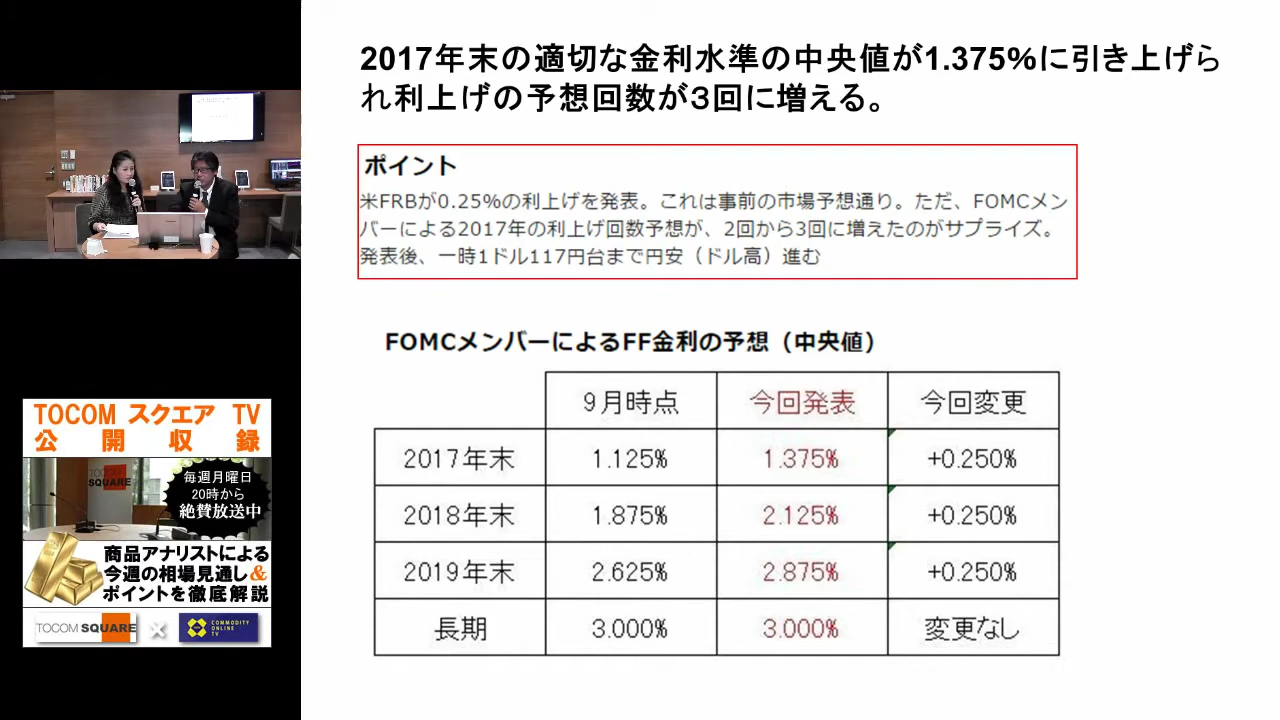 2017年末の適切な金利水準の中央値が1.375%に引き上げら
れ利上げの予想回数が3回に増える。
ポイント
米FRBが0.25%の利上げを発表。これは事前の市場予想通り。ただ、FOMCメン
バーによる2017年の利上げ回数予想が、2回から3回に増えたのがサプライズ。
発表後、一時1ドル117円台まで円安（ドル高）進む
FOMCメンバーによるFF金利の予想（中央値）
9月時点 今回発表 今回変更
2017年末 1.125% 1.375% +0.250%
2018年末 1.875% 2.125% +0.250%
2019年末 2.625% 2.875% +0.250%
長期 3.000% 3.000% 変更なし
TOCOM スクエア TV
公開収録
TOCOM
SQUARE
毎週月曜日
20時から
絶賛放送中
商品アナリストによる
今週の相場見通し&
ポイントを徹底解説
TOCOM SQUARE × COMMODITY
ONLINE
TV